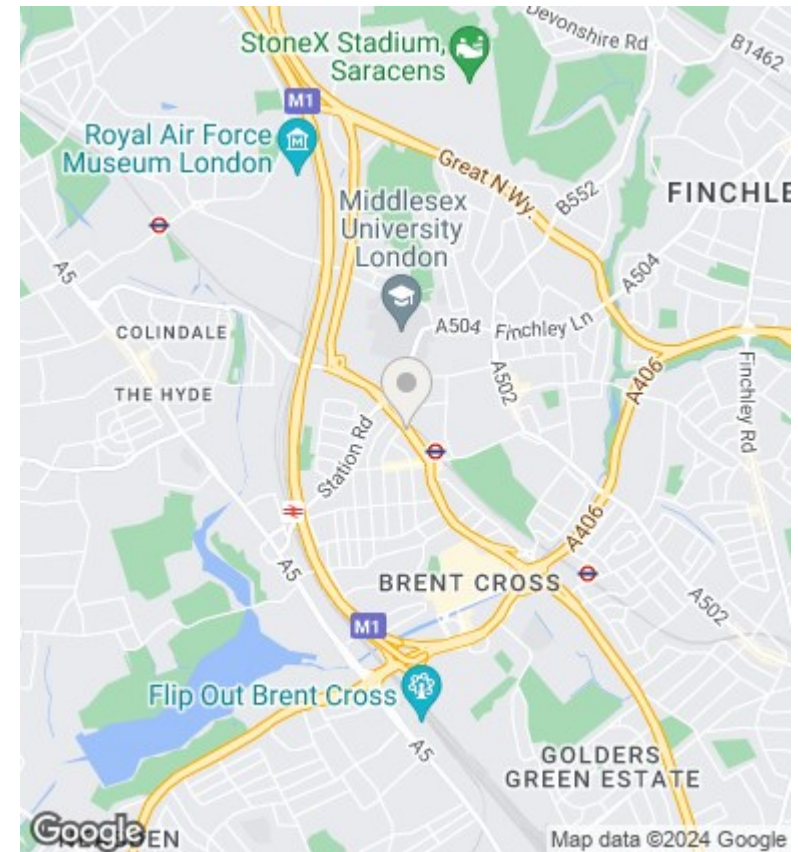 Devonshire Rd
StoneX Stadium,
Saracens
B1462
M1
Royal Air Force
Museum London
Great N Wy.
B552
FINCHLE
Middlesex
University
London
A5
A504
A504
Finchley Ln
COLINDALE
A502
A406
THE HYDE
Finchley Rd
Station Rd
A406
A5
BRENT CROSS
A502
M1
Flip Out Brent Cross
A5
GOLDERS
GREEN ESTATE
Google
DEN
Map data ©2024 Google